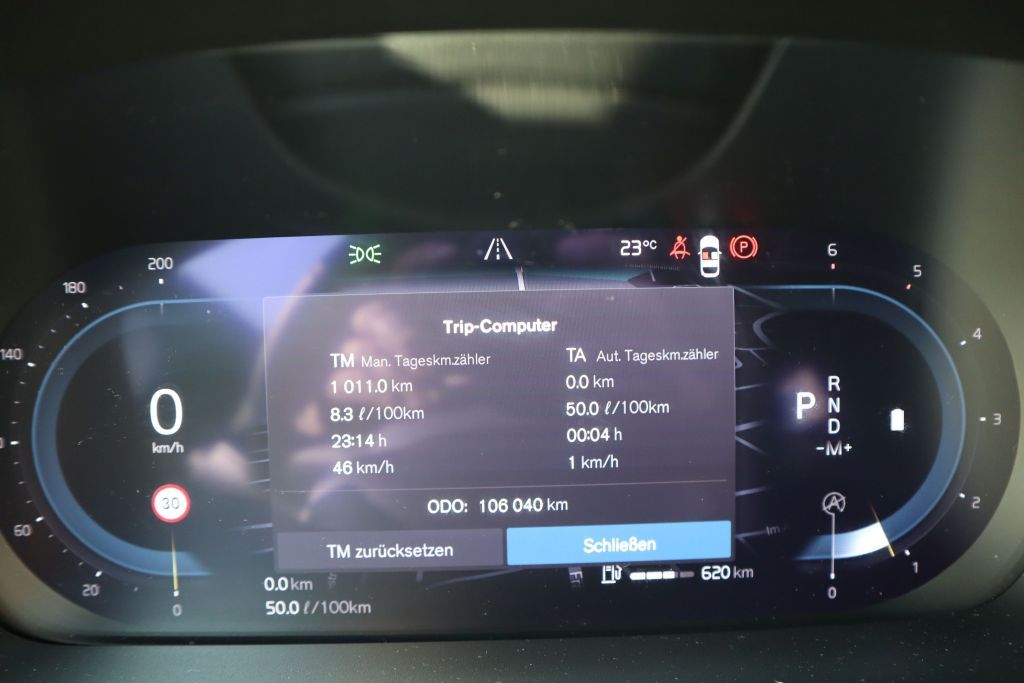 23°C
P
200
180
140
60
20
0
0
km/h
30
Trip-Computer
TM Man. Tageskm.zähler
1 011.0 km
8.3 ℓ/100km
23:14 h
46 km/h
TA Aut. Tageskm.zähler
0.0 km
50.0 ℓ/100km
00:04 h
1 km/h
ODO: 106 040 km
TM zurücksetzen
Schließen
0.0 km
50.0 ℓ/100km
620 km
P
R
N
D
-M+
A
6
5
4
3
2
1
0